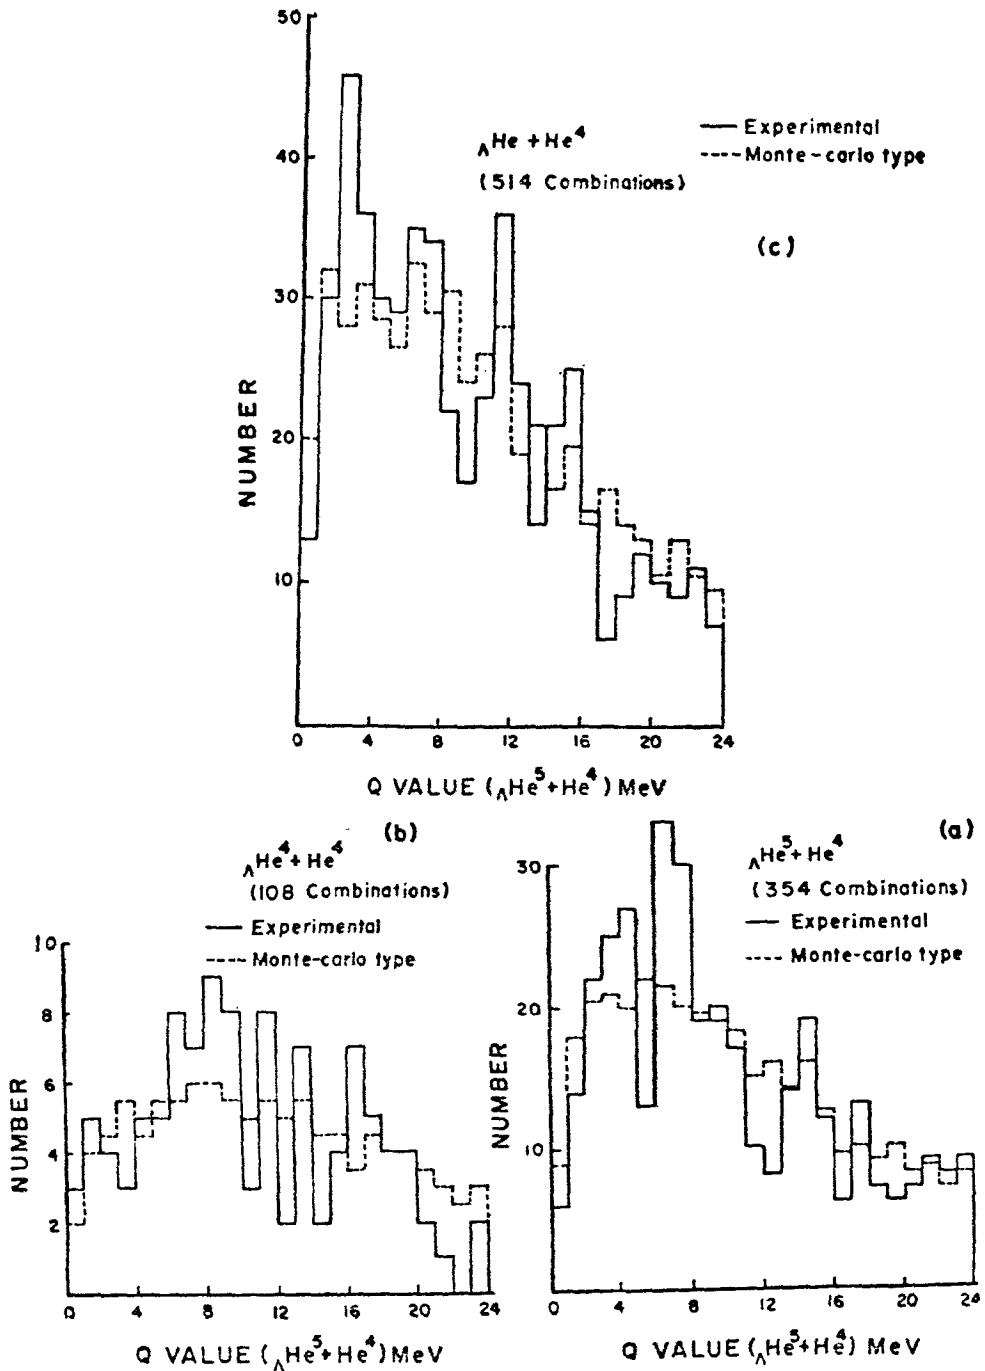 50
40
30
20
10
NUMBER
ΛHe + He⁴
(514 Combinations)
Experimental
Monte-carlo type
(c)
0 4 8 12 16 20 24
Q VALUE (ΛHe⁵+He⁴) MeV
(b)
ΛHe⁴+He⁴
(108 Combinations)
Experimental
Monte-carlo type
10
8
6
4
2
NUMBER
0 4 8 12 16 20 24
Q VALUE (ΛHe⁵+He⁴) MeV
(a)
ΛHe⁵+He⁴
(354 Combinations)
Experimental
Monte-carlo type
30
20
10
NUMBER
0 4 8 12 16 20 24
Q VALUE (ΛHe⁵+He⁴) MeV